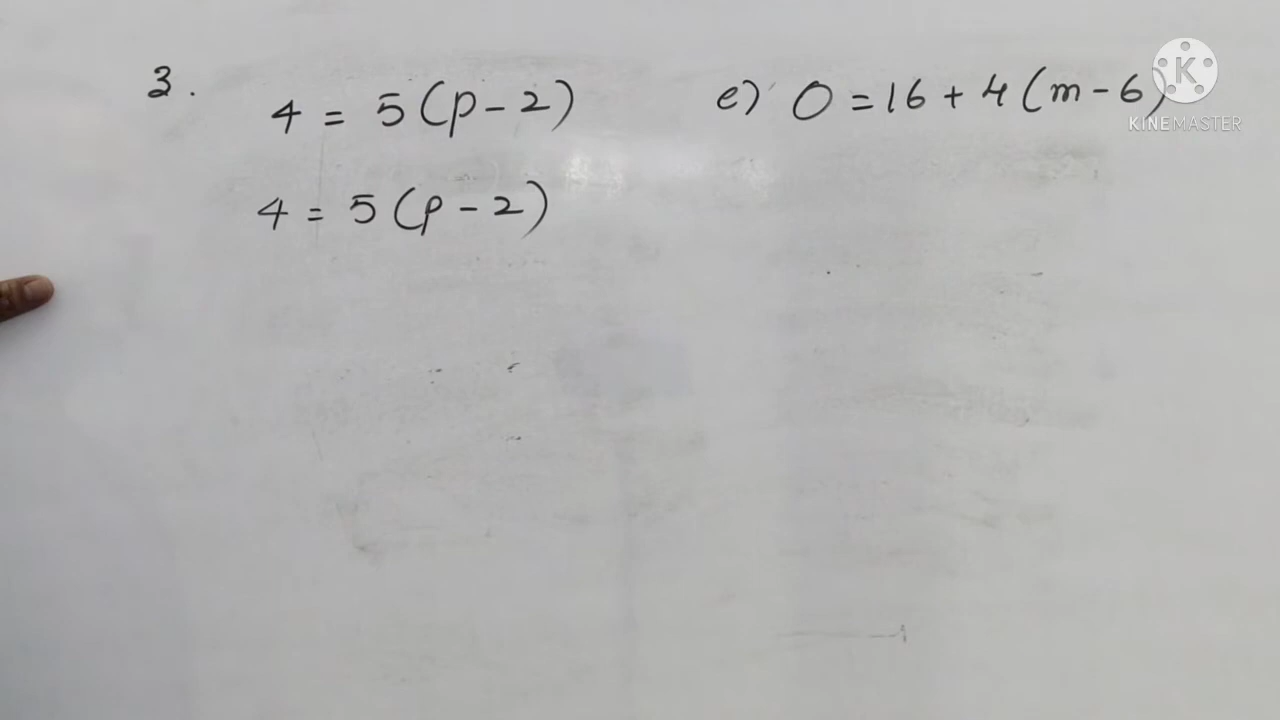 3.
4 = 5(p-2)
4 = 5(p-2)
e) 0 = 16 + 4(m-6)
KINEMASTER